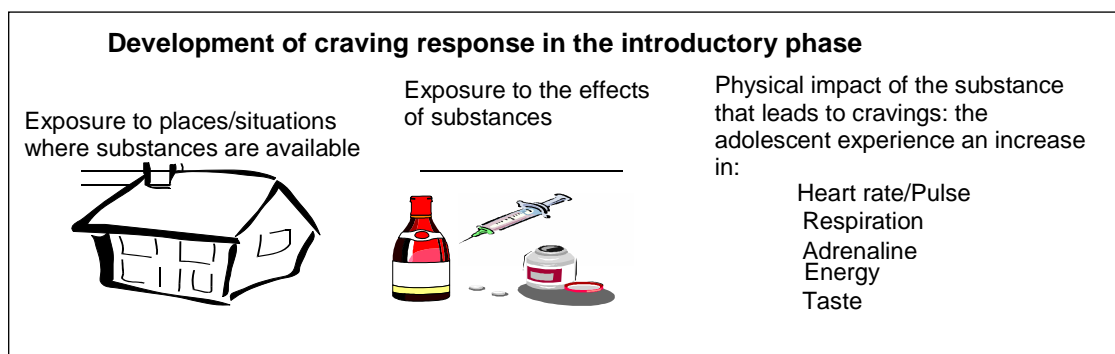 Development of craving response in the introductory phase
Exposure to places/situations
where substances are available
Exposure to the effects
of substances
Physical impact of the substance
that leads to cravings: the
adolescent experience an increase
in:
Heart rate/Pulse
Respiration
Adrenaline
Energy
Taste